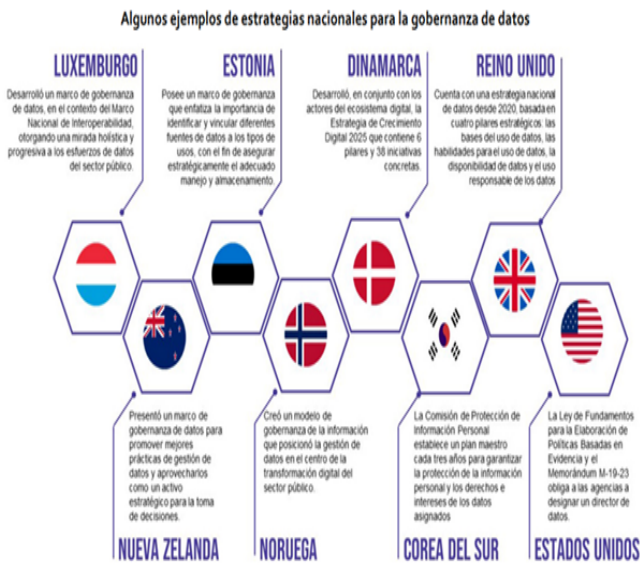 Algunos ejemplos de estrategias nacionales para la gobernanza de datos
LUXEMBURGO
Desarrolló un marco de gobernanza
de datos, en el contexto del Marco
Nacional de Interoperabilidad,
otorgando una mirada holística y
progresiva a los esfuerzos de datos
del sector público.
ESTONIA
Posee un marco de gobernanza
que enfatiza la importancia de
identificar y vincular diferentes
fuentes de datos a los tipos de
usos, con el fin de asegurar
estratégicamente el adecuado
manejo y almacenamiento.
DINAMARCA
Desarrolló, en conjunto con los
actores del ecosistema digital, la
Estrategia de Crecimiento
Digital 2025 que contiene 6
pilares y 38 iniciativas
concretas.
REINO UNIDO
Cuenta con una estrategia nacional
de datos desde 2020, basada en
cuatro pilares estratégicos: las
bases del uso de datos, las
habilidades para el uso de datos, la
disponibilidad de datos y el uso
responsable de los datos
Presentó un marco de
gobernanza de datos para
promover mejores
prácticas de gestión de
datos y aprovecharlos
como un activo
estratégico para la toma
de decisiones.
NUEVA ZELANDA
Creó un modelo de
gobernanza de la información
que posicionó la gestión de
datos en el centro de la
transformación digital del
sector público.
NORUEGA
La Comisión de Protección de
Información Personal
establece un plan maestro
cada tres años para garantizar
la protección de la información
personal y los derechos e
intereses de los datos
asignados
COREA DEL SUR
La Ley de Fundamentos
para la Elaboración de
Políticas Basadas en
Evidencia y el
Memorándum M-19-23
obliga a las agencias a
designar un director de
datos.
ESTADOS UNIDOS